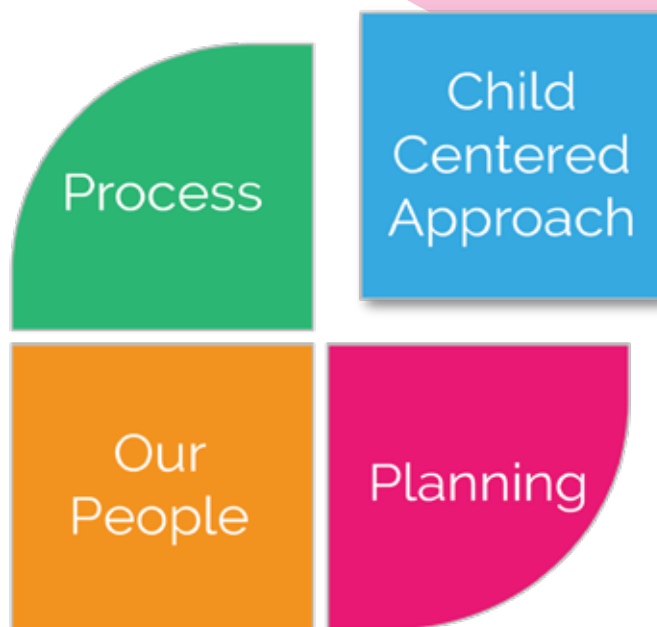 Process
Child
Centered
Approach
Our
People
Planning